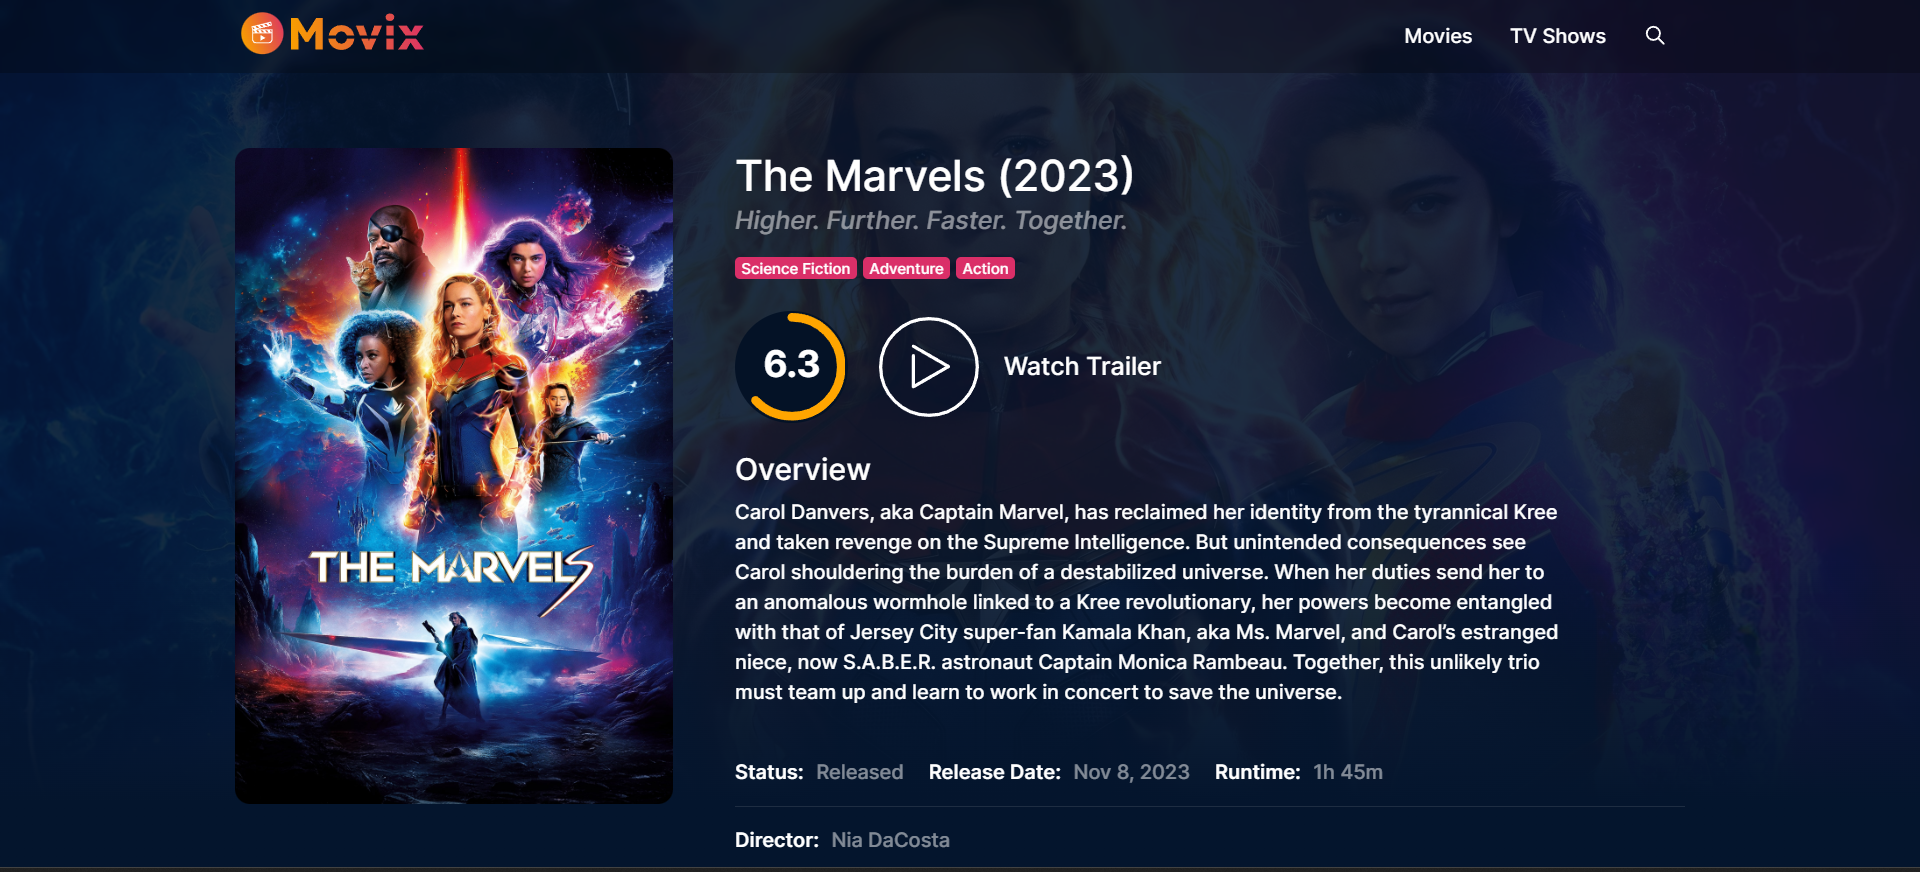 Movix
Movies
TV Shows
The Marvels (2023)
Higher. Further. Faster. Together.
Science Fiction
Adventure
Action
6.3
Watch Trailer
Overview
Carol Danvers, aka Captain Marvel, has reclaimed her identity from the tyrannical Kree
and taken revenge on the Supreme Intelligence. But unintended consequences see
Carol shouldering the burden of a destabilized universe. When her duties send her to
an anomalous wormhole linked to a Kree revolutionary, her powers become entangled
with that of Jersey City super-fan Kamala Khan, aka Ms. Marvel, and Carol’s estranged
niece, now S.A.B.E.R. astronaut Captain Monica Rambeau. Together, this unlikely trio
must team up and learn to work in concert to save the universe.
Status: Released Release Date: Nov 8, 2023 Runtime: 1h 45m
Director: Nia DaCosta
THE MARVELS